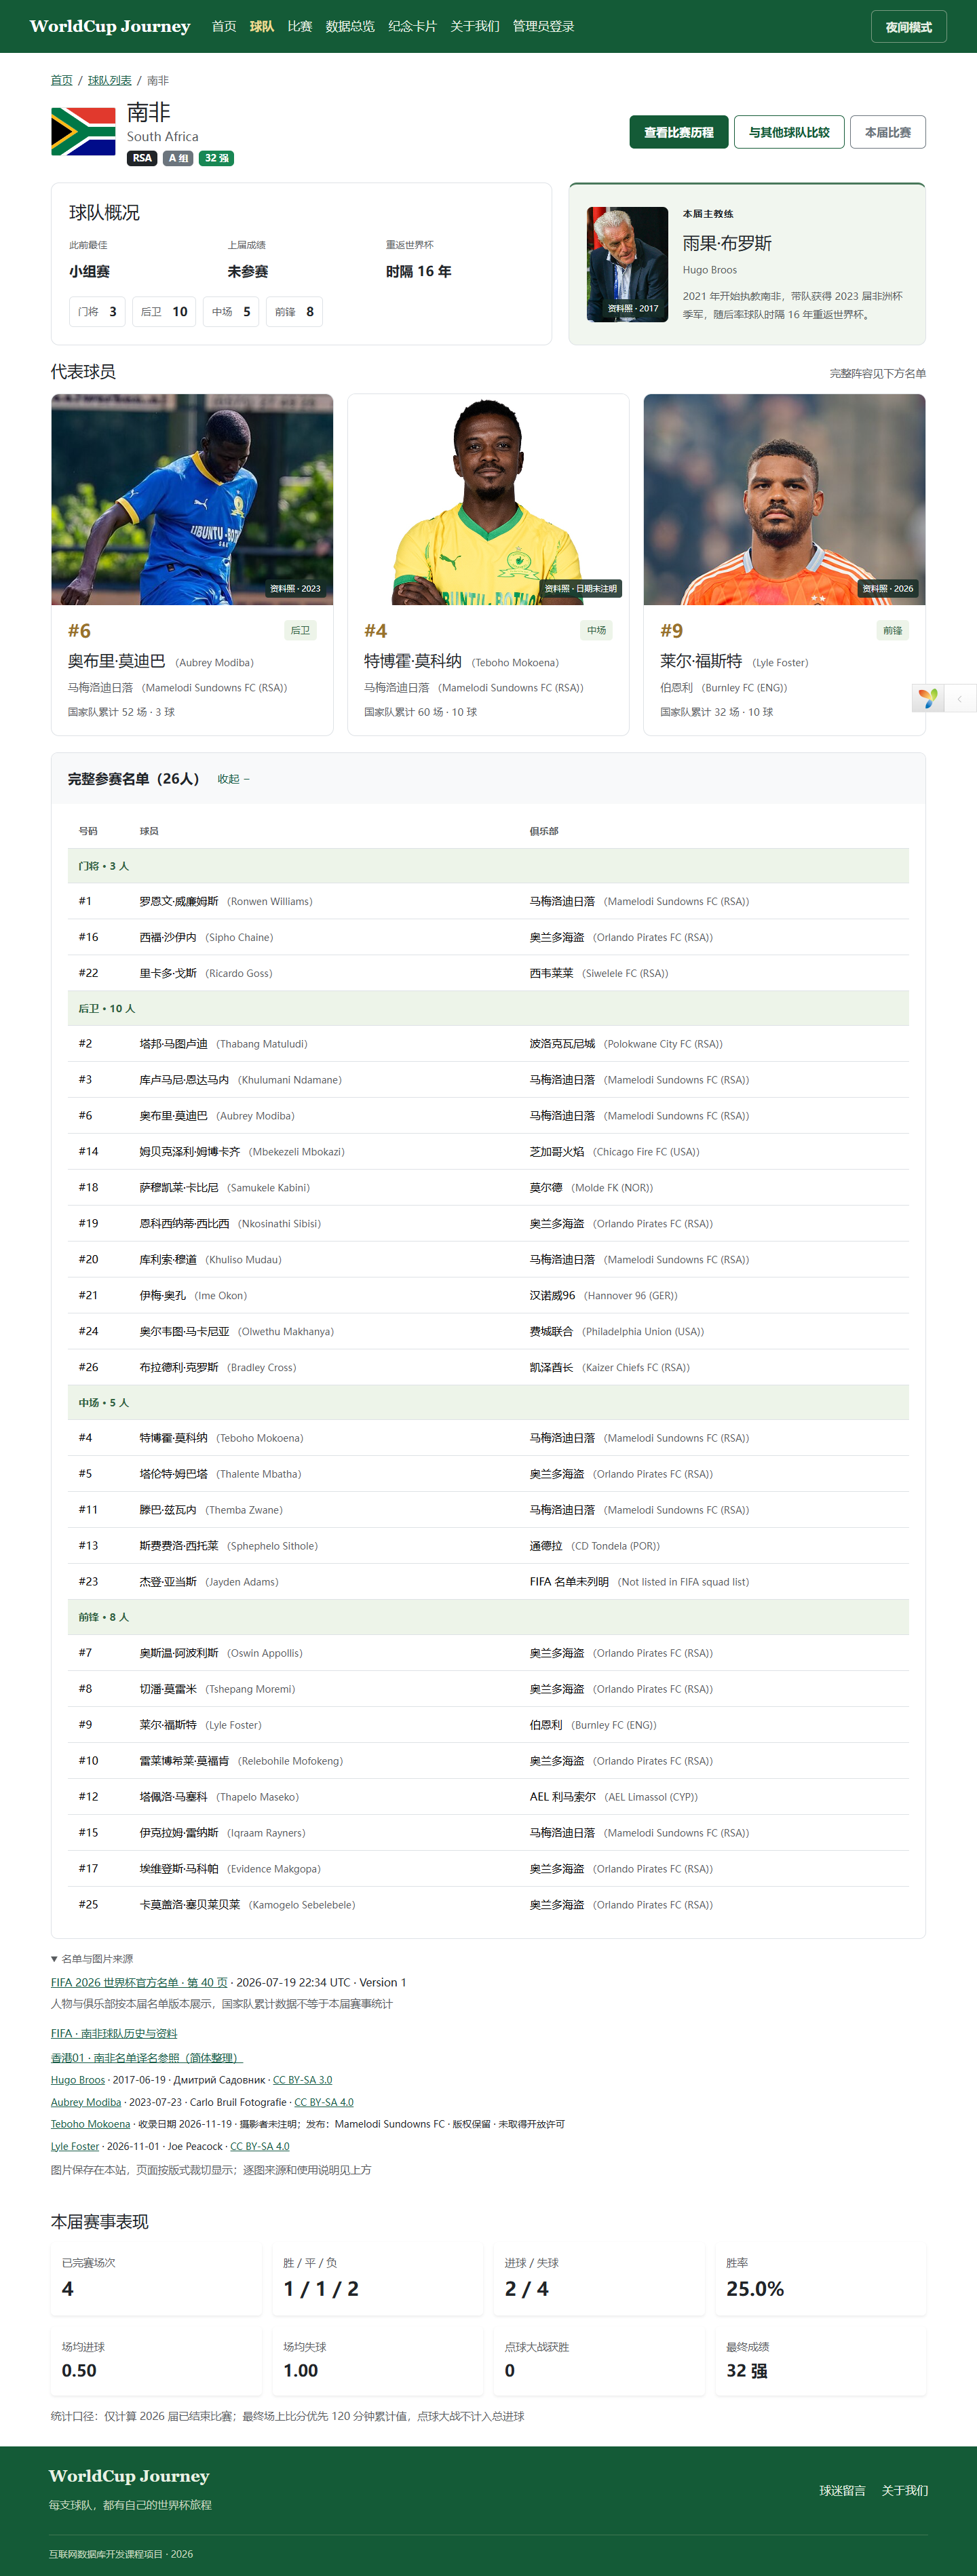 WorldCup Journey 首页 球队 比赛 数据总览 纪念卡片 关于我们 管理员登录 夜间模式
首页 / 球队列表 / 南非
南非
South Africa
RSA A 组 32 强
查看比赛历程 与其他球队比较 本届比赛
球队概况
此前最佳 上届成绩 重返世界杯
小组赛 未参赛 时隔 16 年
门将 3 后卫 10 中场 5 前锋 8
资料照 · 2017
本届主教练
雨果·布罗斯
Hugo Broos
2021 年开始执教南非，带队获得 2023 届非洲杯
季军，随后率球队时隔 16 年重返世界杯。
代表球员 完整阵容见下方名单
UBUNTU-BOTHO
资料照 · 2023
#6 后卫
奥布里·莫迪巴 （Aubrey Modiba）
马梅洛迪日落 （Mamelodi Sundowns FC (RSA)）
国家队累计 52 场 · 3 球
资料照 · 日期未注明
#4 中场
特博霍·莫科纳 （Teboho Mokoena）
马梅洛迪日落 （Mamelodi Sundowns FC (RSA)）
国家队累计 60 场 · 10 球
资料照 · 2026
#9 前锋
莱尔·福斯特 （Lyle Foster）
伯恩利 （Burnley FC (ENG)）
国家队累计 32 场 · 10 球
完整参赛名单（26人） 收起 −
号码 球员 俱乐部
门将 • 3 人
#1 罗恩文·威廉姆斯 （Ronwen Williams） 马梅洛迪日落 （Mamelodi Sundowns FC (RSA)）
#16 西福·沙伊内 （Sipho Chaine） 奥兰多海盗 （Orlando Pirates FC (RSA)）
#22 里卡多·戈斯 （Ricardo Goss） 西韦莱莱 （Siwelele FC (RSA)）
后卫 • 10 人
#2 塔邦·马图卢迪 （Thabang Matuludi） 波洛克瓦尼城 （Polokwane City FC (RSA)）
#3 库卢马尼·恩达马内 （Khulumani Ndamane） 马梅洛迪日落 （Mamelodi Sundowns FC (RSA)）
#6 奥布里·莫迪巴 （Aubrey Modiba） 马梅洛迪日落 （Mamelodi Sundowns FC (RSA)）
#14 姆贝克泽利·姆博卡齐 （Mbekezeli Mbokazi） 芝加哥火焰 （Chicago Fire FC (USA)）
#18 萨穆凯莱·卡比尼 （Samukele Kabini） 莫尔德 （Molde FK (NOR)）
#19 恩科西纳蒂·西比西 （Nkosinathi Sibisi） 奥兰多海盗 （Orlando Pirates FC (RSA)）
#20 库利索·穆道 （Khuliso Mudau） 马梅洛迪日落 （Mamelodi Sundowns FC (RSA)）
#21 伊梅·奥孔 （Ime Okon） 汉诺威96 （Hannover 96 (GER)）
#24 奥尔韦图·马卡尼亚 （Olwethu Makhanya） 费城联合 （Philadelphia Union (USA)）
#26 布拉德利·克罗斯 （Bradley Cross） 凯泽酋长 （Kaizer Chiefs FC (RSA)）
中场 • 5 人
#4 特博霍·莫科纳 （Teboho Mokoena） 马梅洛迪日落 （Mamelodi Sundowns FC (RSA)）
#5 塔伦特·姆巴塔 （Thalente Mbatha） 奥兰多海盗 （Orlando Pirates FC (RSA)）
#11 滕巴·兹瓦内 （Themba Zwane） 马梅洛迪日落 （Mamelodi Sundowns FC (RSA)）
#13 斯费费洛·西托莱 （Sphephelo Sithole） 通德拉 （CD Tondela (POR)）
#23 杰登·亚当斯 （Jayden Adams） FIFA 名单未列明 （Not listed in FIFA squad list）
前锋 • 8 人
#7 奥斯温·阿波利斯 （Oswin Appollis） 奥兰多海盗 （Orlando Pirates FC (RSA)）
#8 切潘·莫雷米 （Tshepang Moremi） 奥兰多海盗 （Orlando Pirates FC (RSA)）
#9 莱尔·福斯特 （Lyle Foster） 伯恩利 （Burnley FC (ENG)）
#10 雷莱博希莱·莫福肯 （Relebohile Mofokeng） 奥兰多海盗 （Orlando Pirates FC (RSA)）
#12 塔佩洛·马塞科 （Thapelo Maseko） AEL 利马索尔 （AEL Limassol (CYP)）
#15 伊克拉姆·雷纳斯 （Iqraam Rayners） 马梅洛迪日落 （Mamelodi Sundowns FC (RSA)）
#17 埃维登斯·马科帕 （Evidence Makgopa） 奥兰多海盗 （Orlando Pirates FC (RSA)）
#25 卡莫盖洛·塞贝莱贝莱 （Kamogelo Sebelebele） 奥兰多海盗 （Orlando Pirates FC (RSA)）
▼ 名单与图片来源
FIFA 2026 世界杯官方名单 · 第 40 页 · 2026-07-19 22:34 UTC · Version 1
人物与俱乐部按本届名单版本展示，国家队累计数据不等于本届赛事统计
FIFA · 南非球队历史与资料
香港01 · 南非名单译名参照（简体整理）
Hugo Broos · 2017-06-19 · Дмитрий Садовник · CC BY-SA 3.0
Aubrey Modiba · 2023-07-23 · Carlo Bruil Fotografie · CC BY-SA 4.0
Teboho Mokoena · 收录日期 2026-11-19 · 摄影者未注明；发布：Mamelodi Sundowns FC · 版权保留 · 未取得开放许可
Lyle Foster · 2026-11-01 · Joe Peacock · CC BY-SA 4.0
图片保存在本站，页面按版式裁切显示；逐图来源和使用说明见上方
本届赛事表现
已完赛场次 胜 / 平 / 负 进球 / 失球 胜率
4 1 / 1 / 2 2 / 4 25.0%
场均进球 场均失球 点球大战获胜 最终成绩
0.50 1.00 0 32 强
统计口径：仅计算 2026 届已结束比赛；最终场上比分优先 120 分钟累计值，点球大战不计入总进球
WorldCup Journey
每支球队，都有自己的世界杯旅程
球迷留言 关于我们
互联网数据库开发课程项目 · 2026